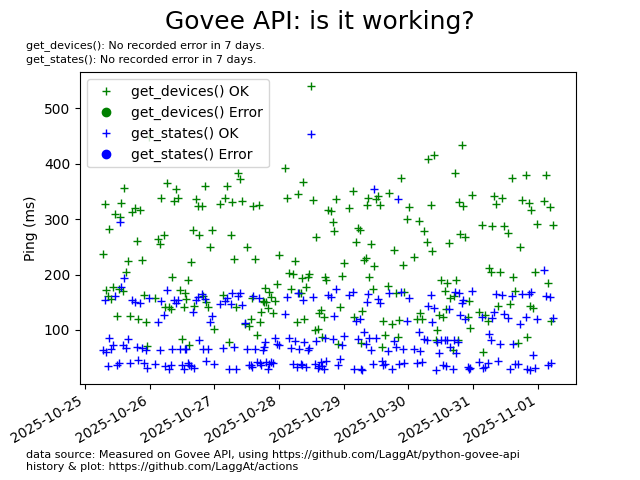 Govee API: is it working?
get_devices(): No recorded error in 7 days.
get_states(): No recorded error in 7 days.
get_devices() OK
get_devices() Error
get_states() OK
get_states() Error
500
400
300
200
100
Ping (ms)
2025-10-25
2025-10-26
2025-10-27
2025-10-28
2025-10-29
2025-10-30
2025-10-31
2025-11-01
data source: Measured on Govee API, using https://github.com/LaggAt/python-govee-api
history & plot: https://github.com/LaggAt/actions